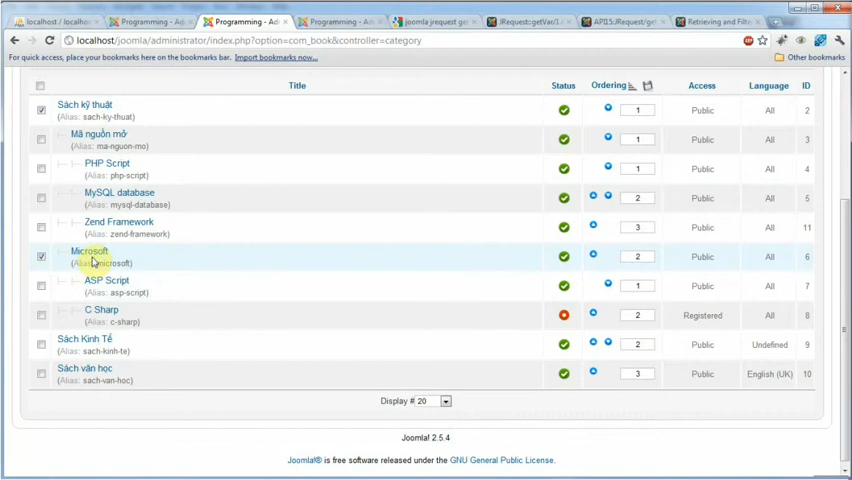 localhost / localhost /
Programming - Ad
Programming - Adm
Programming - Ad
joomla jrequest ge
JRequest::getVar/1.
API15:JRequest/get
Retrieving and Filte
localhost/joomla/administrator/index.php?option=com_book&controller=category
For quick access, place your bookmarks here on the bookmarks bar. Import bookmarks now...
Other bookmarks
Title Status Ordering Access Language ID
Sách kỹ thuật 1 Public All 2
(Alias: sach-ky-thuat)
Mã nguồn mở 1 Public All 3
(Alias: ma-nguon-mo)
PHP Script 1 Public All 4
(Alias: php-script)
MySQL database 2 Public All 5
(Alias: mysql-database)
Zend Framework 3 Public All 11
(Alias: zend-framework)
Microsoft 2 Public All 6
(Alias: microsoft)
ASP Script 1 Public All 7
(Alias: asp-script)
C Sharp 2 Registered All 8
(Alias: c-sharp)
Sách Kinh Tế 2 Public Undefined 9
(Alias: sach-kinh-te)
Sách văn học 3 Public English (UK) 10
(Alias: sach-van-hoc)
Display # 20
Joomla! 2.5.4
Joomla!® is free software released under the GNU General Public License.